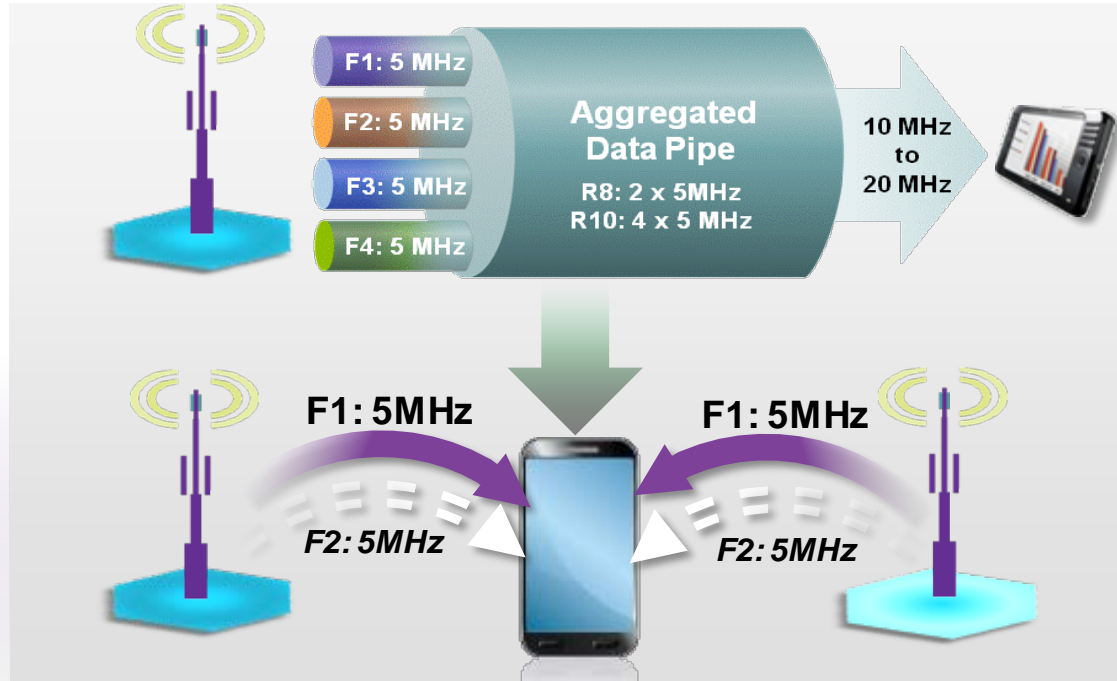 F1: 5 MHz
F2: 5 MHz
F3: 5 MHz
F4: 5 MHz
Aggregated
Data Pipe
R8: 2 x 5MHz
R10: 4 x 5 MHz
10 MHz
to
20 MHz
F1: 5MHz
F2: 5MHz
F1: 5MHz
F2: 5MHz